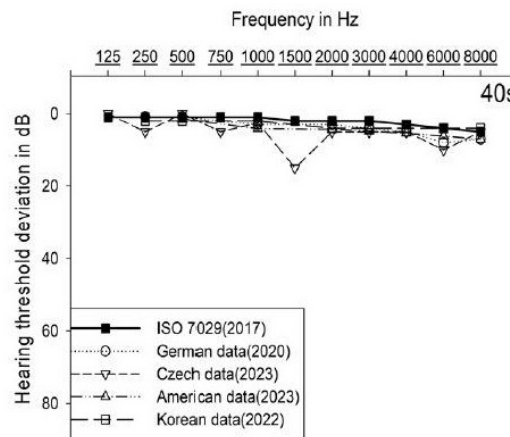 Frequency in Hz
125 250 500 750 1000 1500 2000 3000 4000 6000 8000
40s
Hearing threshold deviation in dB
0
20
40
60
80
ISO 7029(2017)
German data(2020)
Czech data(2023)
American data(2023)
Korean data(2022)